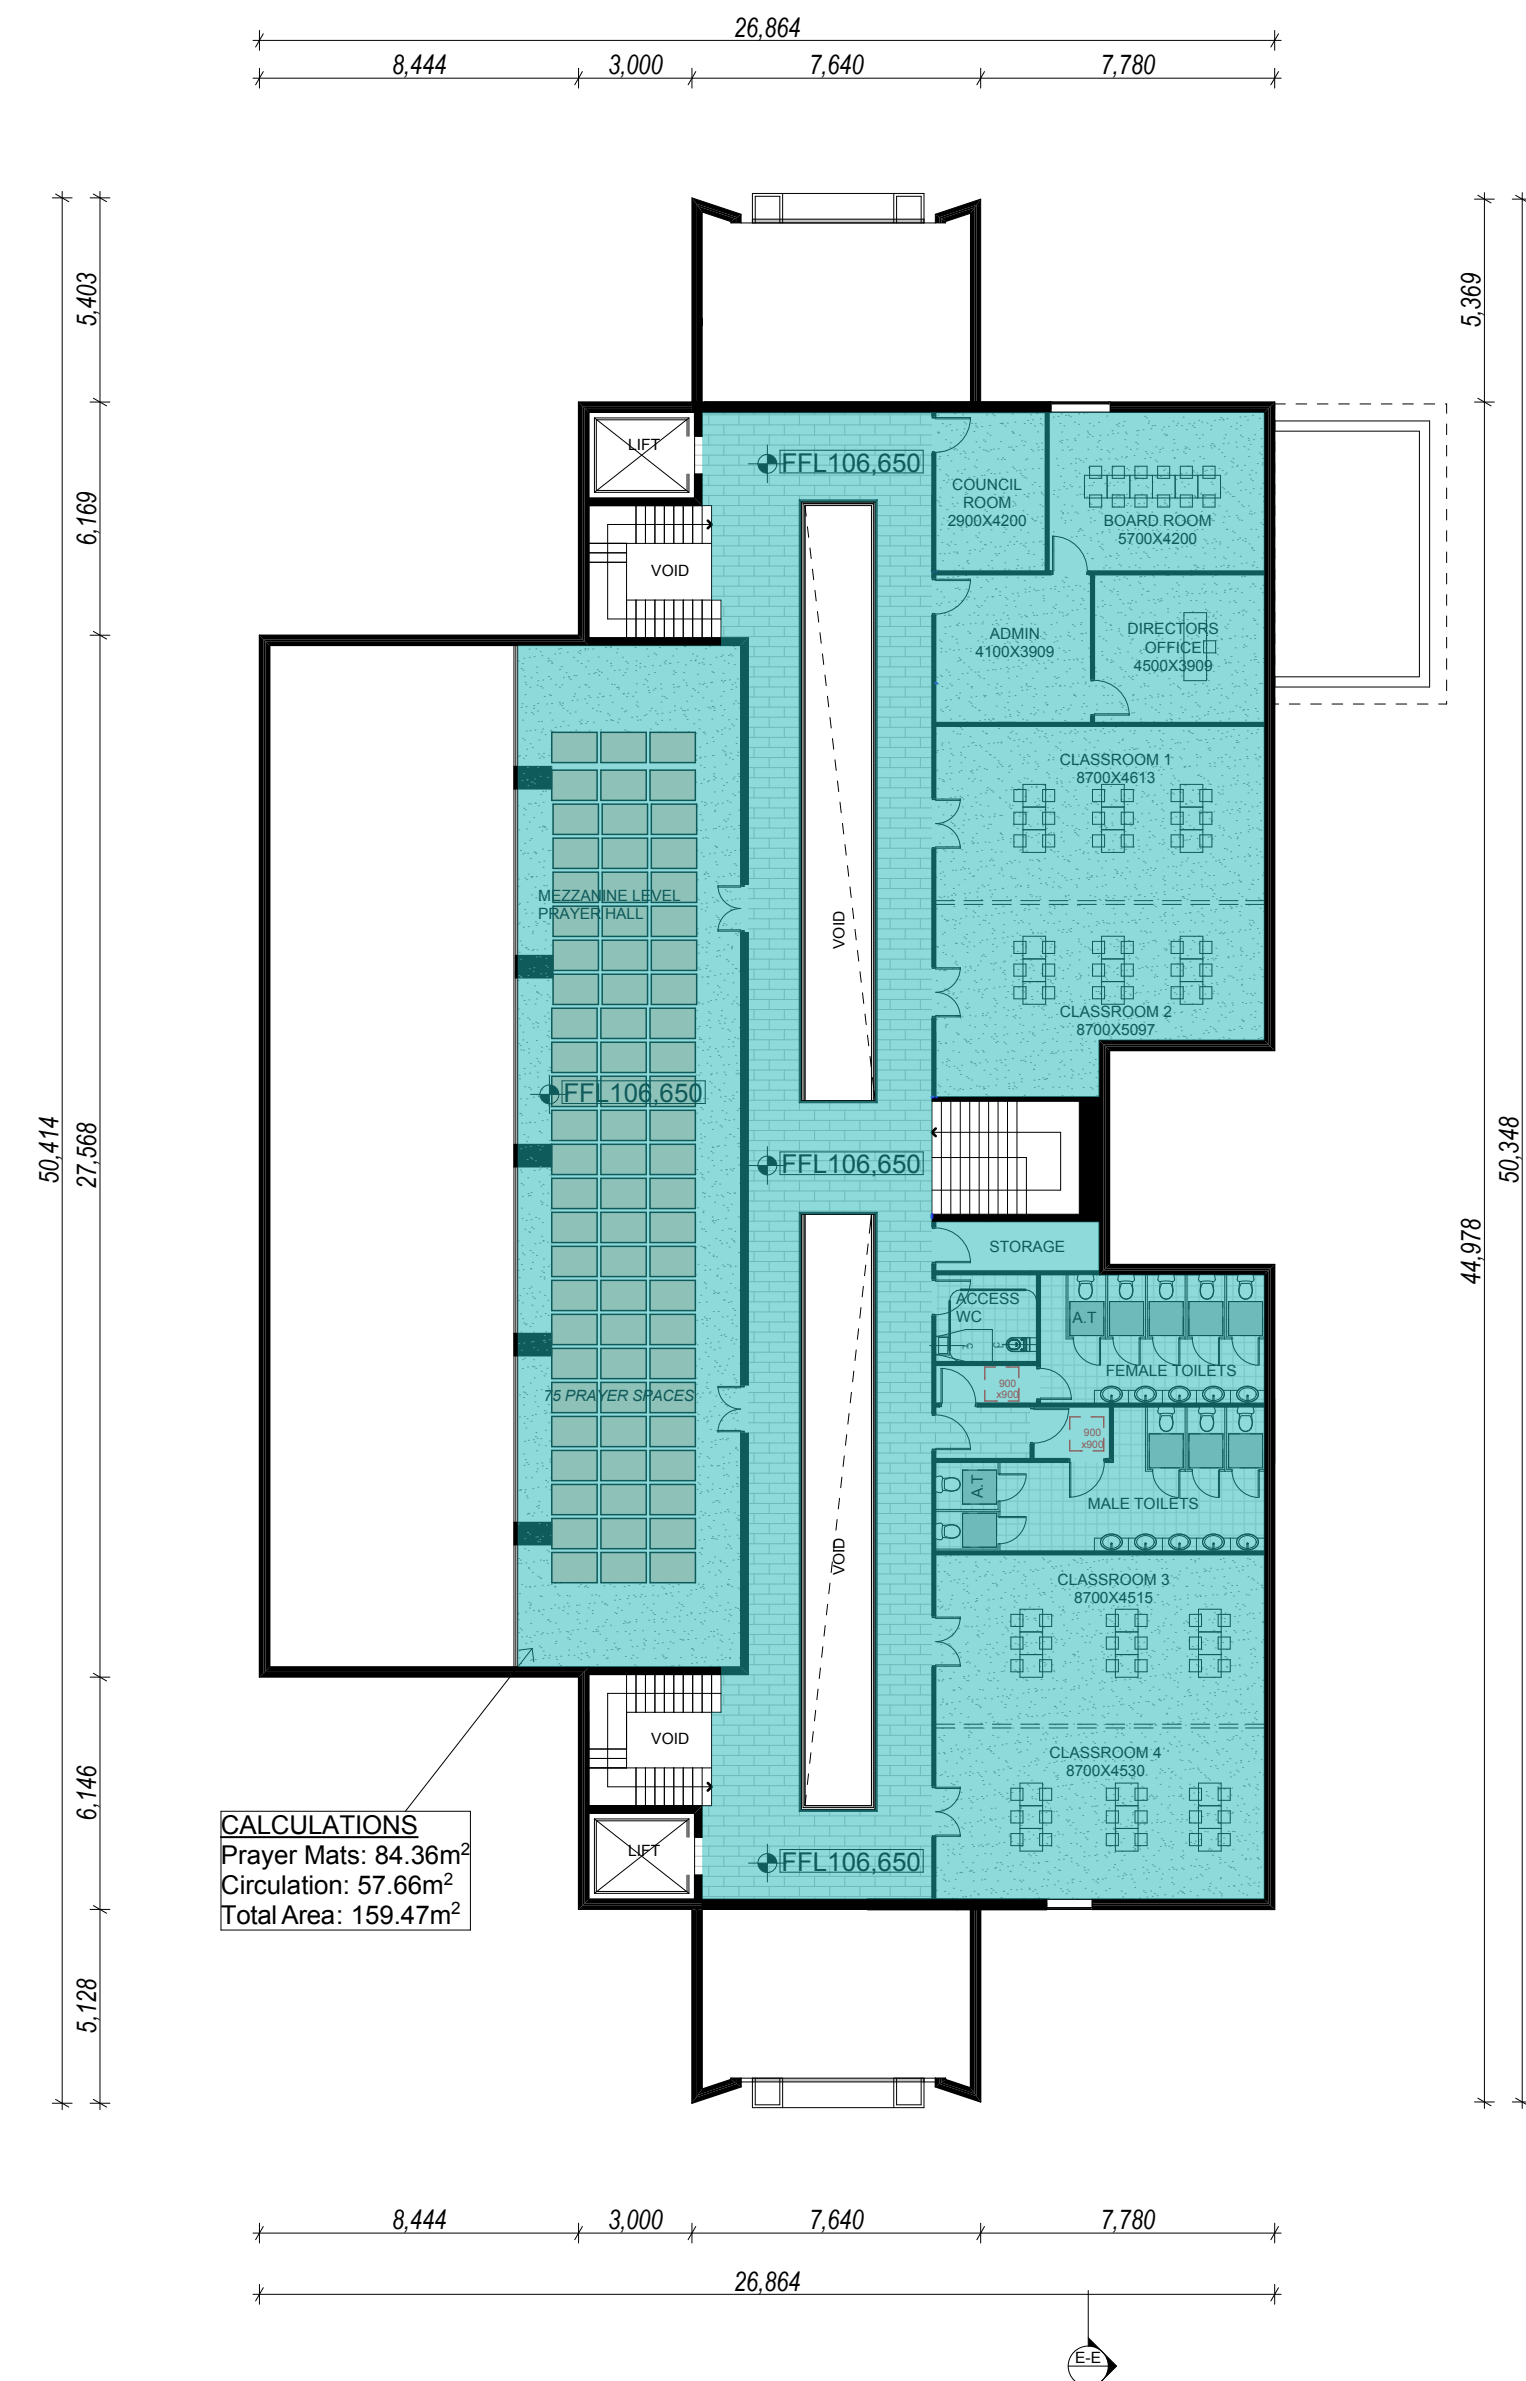 26,864
8,444
3,000
7,640
7,780
5,403
5,369
LIFT
FFL106,650
COUNCIL
ROOM
2900X4200
BOARD ROOM
5700X4200
6,169
VOID
ADMIN
4100X3909
DIRECTORS
OFFICE
4500X3909
CLASSROOM 1
8700X4613
MEZZANINE LEVEL
PRAYER HALL
VOID
CLASSROOM 2
8700X5097
FFL106,650
50,414
27,568
FFL106,650
50,348
44,978
STORAGE
ACCESS
WC
A.T
FEMALE TOILETS
900
x900
75 PRAYER SPACES
900
x900
A.T
MALE TOILETS
VOID
CLASSROOM 3
8700X4515
VOID
CLASSROOM 4
8700X4530
6,146
LIFT
FFL106,650
CALCULATIONS
Prayer Mats: 84.36m²
Circulation: 57.66m²
Total Area: 159.47m²
5,128
8,444
3,000
7,640
7,780
26,864
E-E